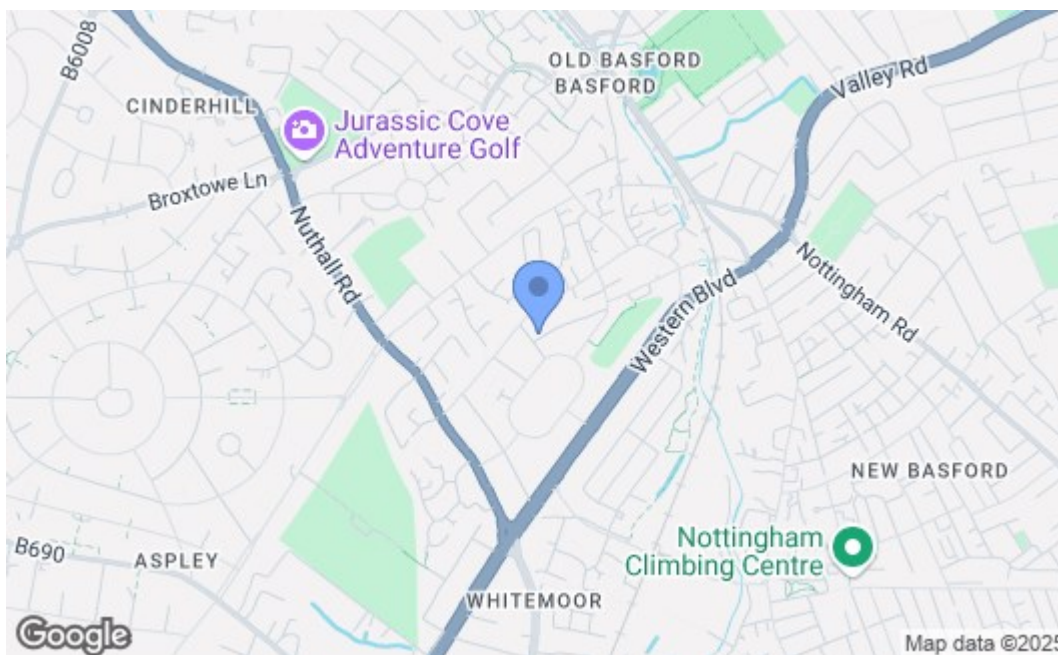 B6008
OLD BASFORD
BASFORD
Valley Rd
CINDERHILL
Jurassic Cove
Adventure Golf
Broxtowe Ln
Nuthall Rd
Western Blvd
Nottingham Rd
NEW BASFORD
B690
ASPLEY
Nottingham
Climbing Centre
WHITEMOOR
Google
Map data ©2025